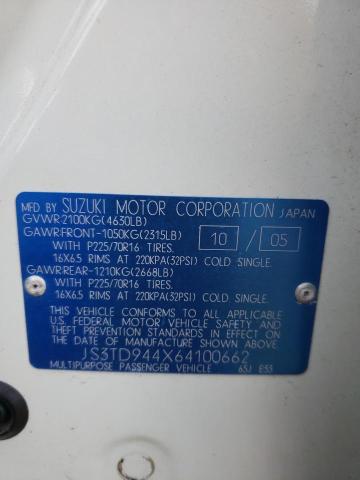 MFD BY SUZUKI MOTOR CORPORATION JAPAN
GVWR:2100KG(4630LB)
GAWR:FRONT-1050KG(2315LB) 10 / 05
WITH P225/70R16 TIRES.
16X6.5 RIMS AT 220KPA(32PSI) COLD SINGLE.
GAWR:REAR-1210KG(2668LB)
WITH P225/70R16 TIRES.
16X6.5 RIMS AT 220KPA(32PSI) COLD SINGLE.
THIS VEHICLE CONFORMS TO ALL APPLICABLE
U.S. FEDERAL MOTOR VEHICLE SAFETY
AND THEFT PREVENTION STANDARDS IN EFFECT ON
THE DATE OF MANUFACTURE SHOWN ABOVE.
JS3TD944X64100662
MULTIPURPOSE PASSENGER VEHICLE 65J E33